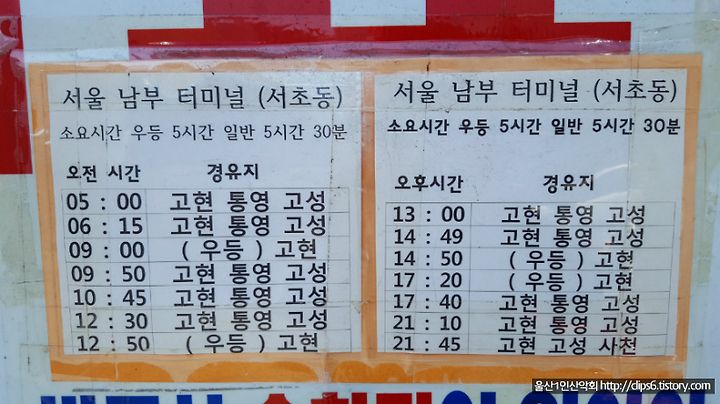 서울 남부 터미널 (서초동)
소요시간 우등 5시간 일반 5시간 30분
오전 시간 경유지
05 : 00 고현 통영 고성
06 : 15 고현 통영 고성
09 : 00 ( 우등 ) 고현
09 : 50 고현 통영 고성
10 : 45 고현 통영 고성
12 : 30 고현 통영 고성
12 : 50 ( 우등 ) 고현
서울 남부 터미널 (서초동)
소요시간 우등 5시간 일반 5시간 30분
오후시간 경유지
13 : 00 고현 통영 고성
14 : 49 고현 통영 고성
14 : 50 ( 우등 ) 고현
17 : 20 ( 우등 ) 고현
17 : 40 고현 통영 고성
21 : 10 고현 통영 고성
21 : 45 고현 고성 사천
울산1인산악회 http://clips6.tistory.com